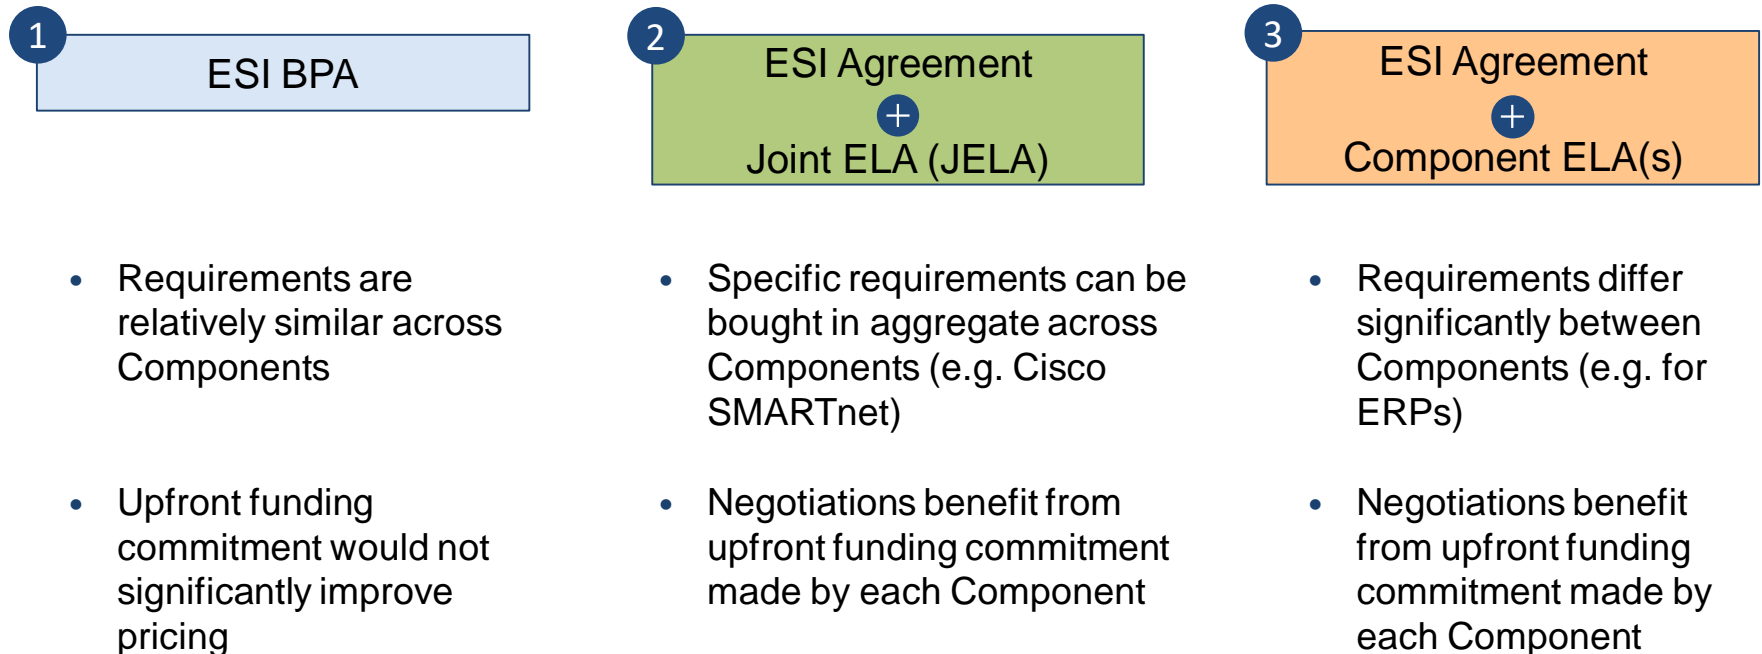 1
ESI BPA
• Requirements are
relatively similar across
Components
• Upfront funding
commitment would not
significantly improve
pricing
2
ESI Agreement
+
Joint ELA (JELA)
• Specific requirements can be
bought in aggregate across
Components (e.g. Cisco
SMARTnet)
• Negotiations benefit from
upfront funding commitment
made by each Component
3
ESI Agreement
+
Component ELA(s)
• Requirements differ
significantly between
Components (e.g. for
ERPs)
• Negotiations benefit
from upfront funding
commitment made by
each Component